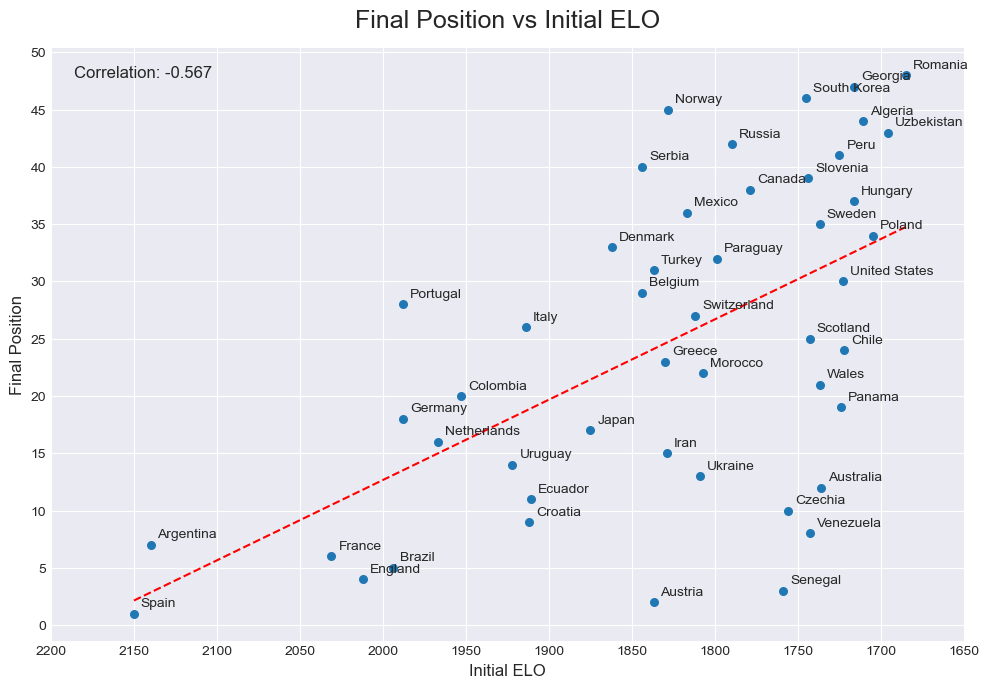 Final Position vs Initial ELO
50
Correlation: -0.567
Romania
Georgia
South Korea
Norway
45
Algeria
Uzbekistan
Russia
Peru
40
Serbia
Slovenia
Canada
Hungary
Mexico
35
Sweden
Poland
Denmark
Paraguay
Turkey
30
United States
Belgium
Portugal
Switzerland
Italy
25
Scotland
Chile
Greece
Morocco
Wales
20
Colombia
Panama
Germany
Japan
Netherlands
15
Iran
Uruguay
Ukraine
Australia
Ecuador
10
Czechia
Croatia
Venezuela
Argentina
France
5
Brazil
England
Senegal
Austria
Spain
0
2200 2150 2100 2050 2000 1950 1900 1850 1800 1750 1700 1650
Initial ELO
Final Position